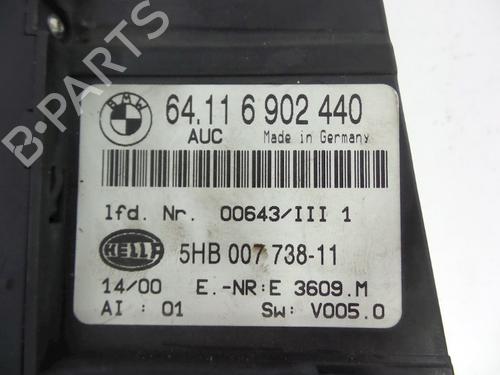 BMW 64.11 6 902 440
AUC Made in Germany
lfd. Nr. 00643/III 1
HELLA 5HB 007 738-11
14/00 E.-NR:E 3609.M
AI : 01 Sw: V005.0
B-PARTS